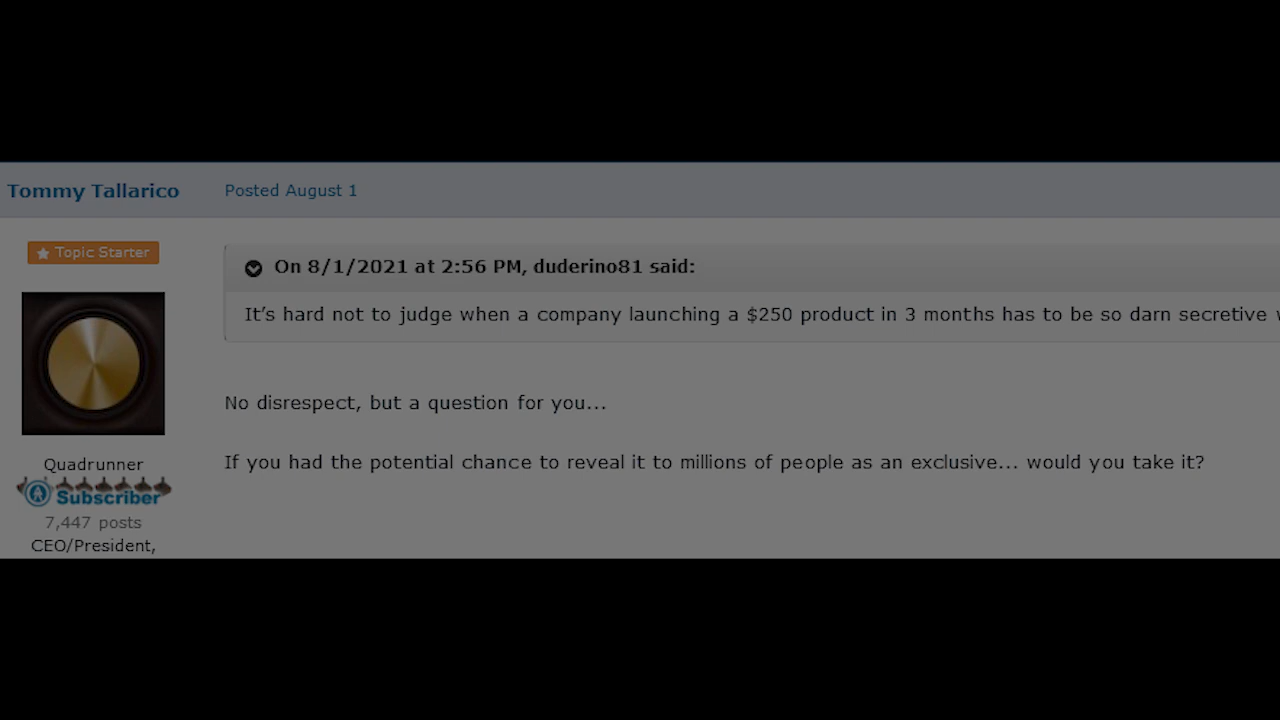 Tommy Tallarico Posted August 1
Topic Starter
On 8/1/2021 at 2:56 PM, duderino81 said:
It's hard not to judge when a company launching a $250 product in 3 months has to be so darn secretive
No disrespect, but a question for you...
If you had the potential chance to reveal it to millions of people as an exclusive... would you take it?
Quadrunner
Subscriber
7,447 posts
CEO/President,